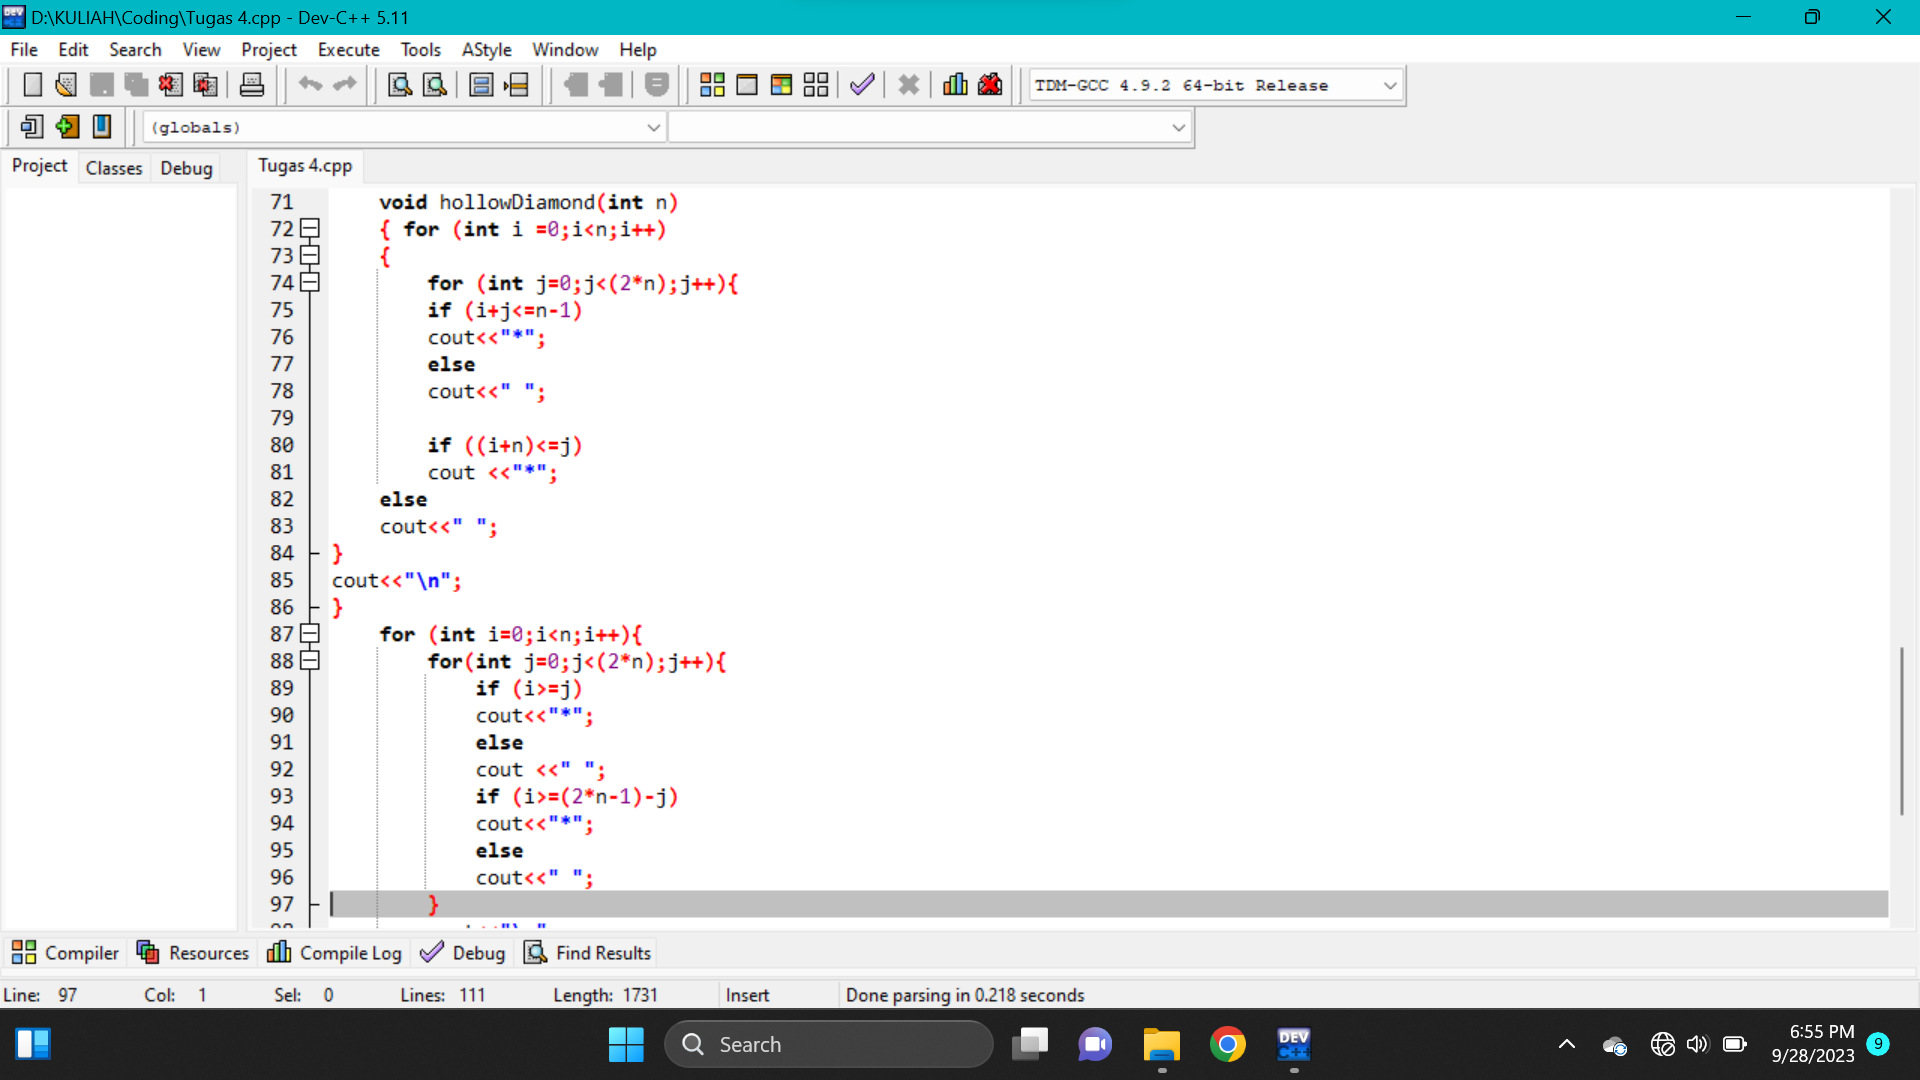 D:\KULIAH\Coding\Tugas 4.cpp - Dev-C++ 5.11
File Edit Search View Project Execute Tools AStyle Window Help
TDM-GCC 4.9.2 64-bit Release
(globals)
Project Classes Debug Tugas 4.cpp
71 void hollowDiamond(int n)
72 { for (int i =0;i<n;i++)
73 {
74 for (int j=0;j<(2*n);j++){
75 if (i+j<=n-1)
76 cout<<"*";
77 else
78 cout<<" ";
79
80 if ((i+n)<=j)
81 cout <<"*";
82 else
83 cout<<" ";
84 }
85 cout<<"\n";
86 }
87 for (int i=0;i<n;i++){
88 for(int j=0;j<(2*n);j++){
89 if (i>=j)
90 cout<<"*";
91 else
92 cout <<" ";
93 if (i>=(2*n-1)-j)
94 cout<<"*";
95 else
96 cout<<" ";
97 }
Compiler Resources Compile Log Debug Find Results
Line: 97 Col: 1 Sel: 0 Lines: 111 Length: 1731 Insert Done parsing in 0.218 seconds
Search
DEV C++
6:55 PM
9/28/2023
9